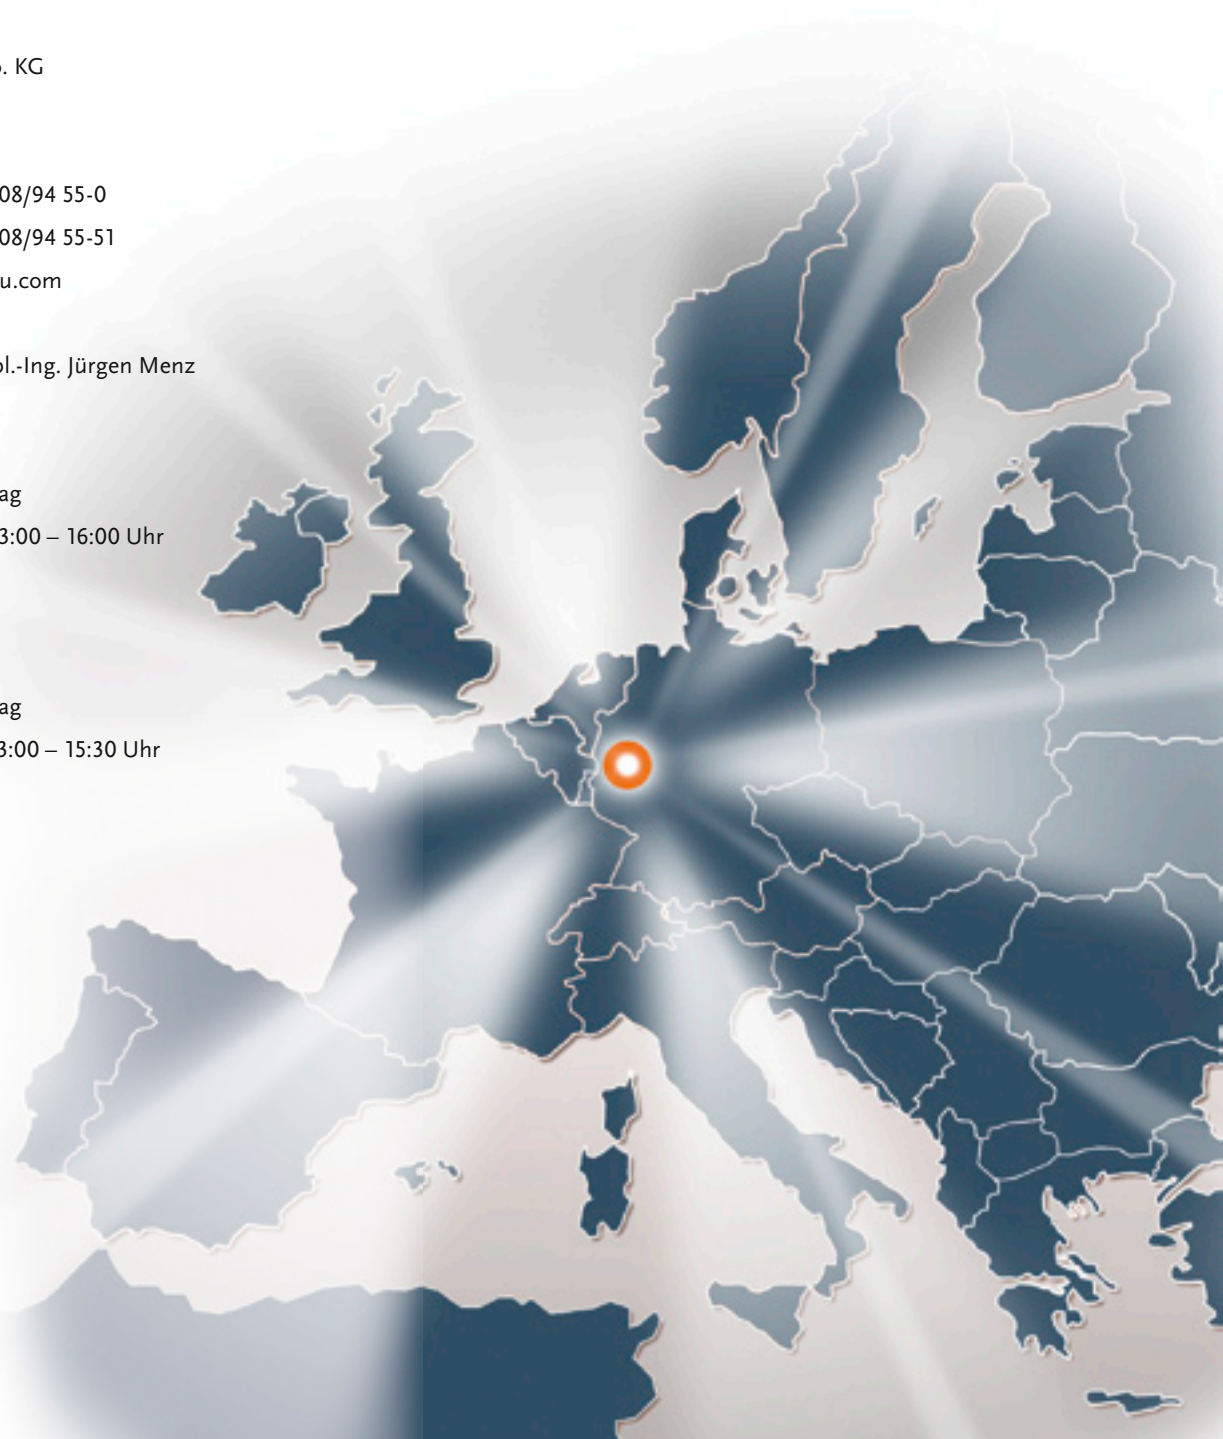 . KG
08/94 55-0
08/94 55-51
u.com
ol.-Ing. Jürgen Menz
ag
3:00 – 16:00 Uhr
ag
3:00 – 15:30 Uhr